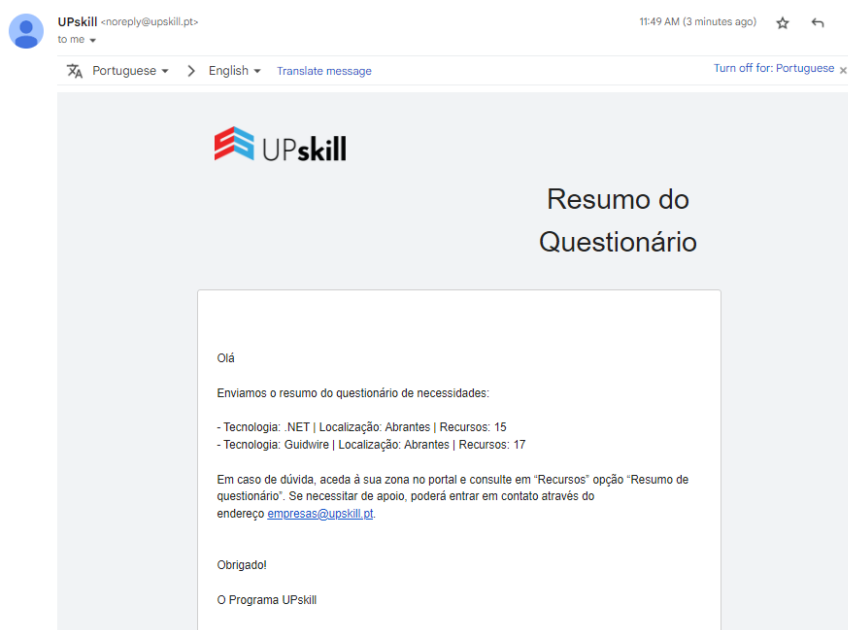 UPskill <noreply@upskill.pt>
11:49 AM (3 minutes ago)
to me
Portuguese
English
Translate message
Turn off for: Portuguese
UPskill
Resumo do
Questionário
Olá
Enviamos o resumo do questionário de necessidades:
- Tecnologia: .NET | Localização: Abrantes | Recursos: 15
- Tecnologia: Guidwire | Localização: Abrantes | Recursos: 17
Em caso de dúvida, aceda à sua zona no portal e consulte em “Recursos” opção “Resumo de
questionário”. Se necessitar de apoio, poderá entrar em contato através do
endereço empresas@upskill.pt.
Obrigado!
O Programa UPskill